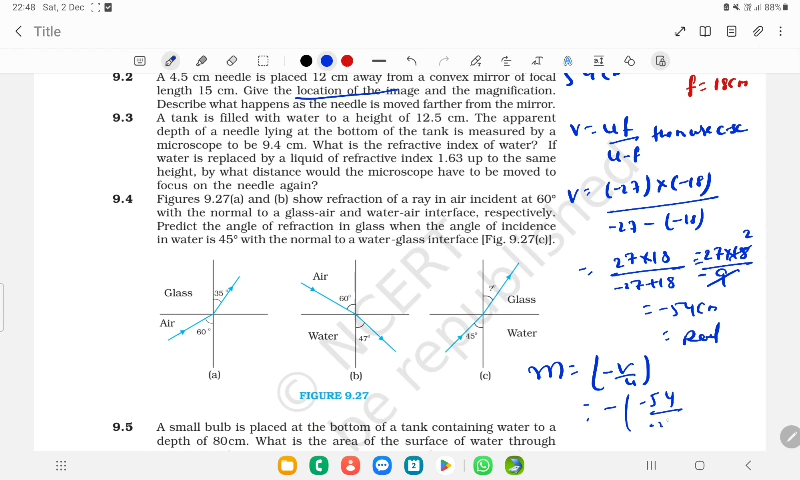 22:48 Sat, 2 Dec
88%
Title
9.2 A 4.5 cm needle is placed 12 cm away from a convex mirror of focal
length 15 cm. Give the location of the image and the magnification.
Describe what happens as the needle is moved farther from the mirror.
9.3 A tank is filled with water to a height of 12.5 cm. The apparent
depth of a needle lying at the bottom of the tank is measured by a
microscope to be 9.4 cm. What is the refractive index of water? If
water is replaced by a liquid of refractive index 1.63 up to the same
height, by what distance would the microscope have to be moved to
focus on the needle again?
9.4 Figures 9.27(a) and (b) show refraction of a ray in air incident at 60°
with the normal to a glass-air and water-air interface, respectively.
Predict the angle of refraction in glass when the angle of incidence
in water is 45° with the normal to a water-glass interface [Fig. 9.27(c)].
Glass
35°
Air
60°
(a)
Air
60°
Water
47°
(b)
?
Glass
45°
Water
(c)
FIGURE 9.27
9.5 A small bulb is placed at the bottom of a tank containing water to a
depth of 80cm. What is the area of the surface of water through
© NCERT
be republished
f = 18cm
v = uf
u-f
v = (-27) × (-18)
-27 - (-18)
= 27×18
-27+18
= 27×18
2
-9
= -54cm
= Real
m = (-v/u)
= -(-54